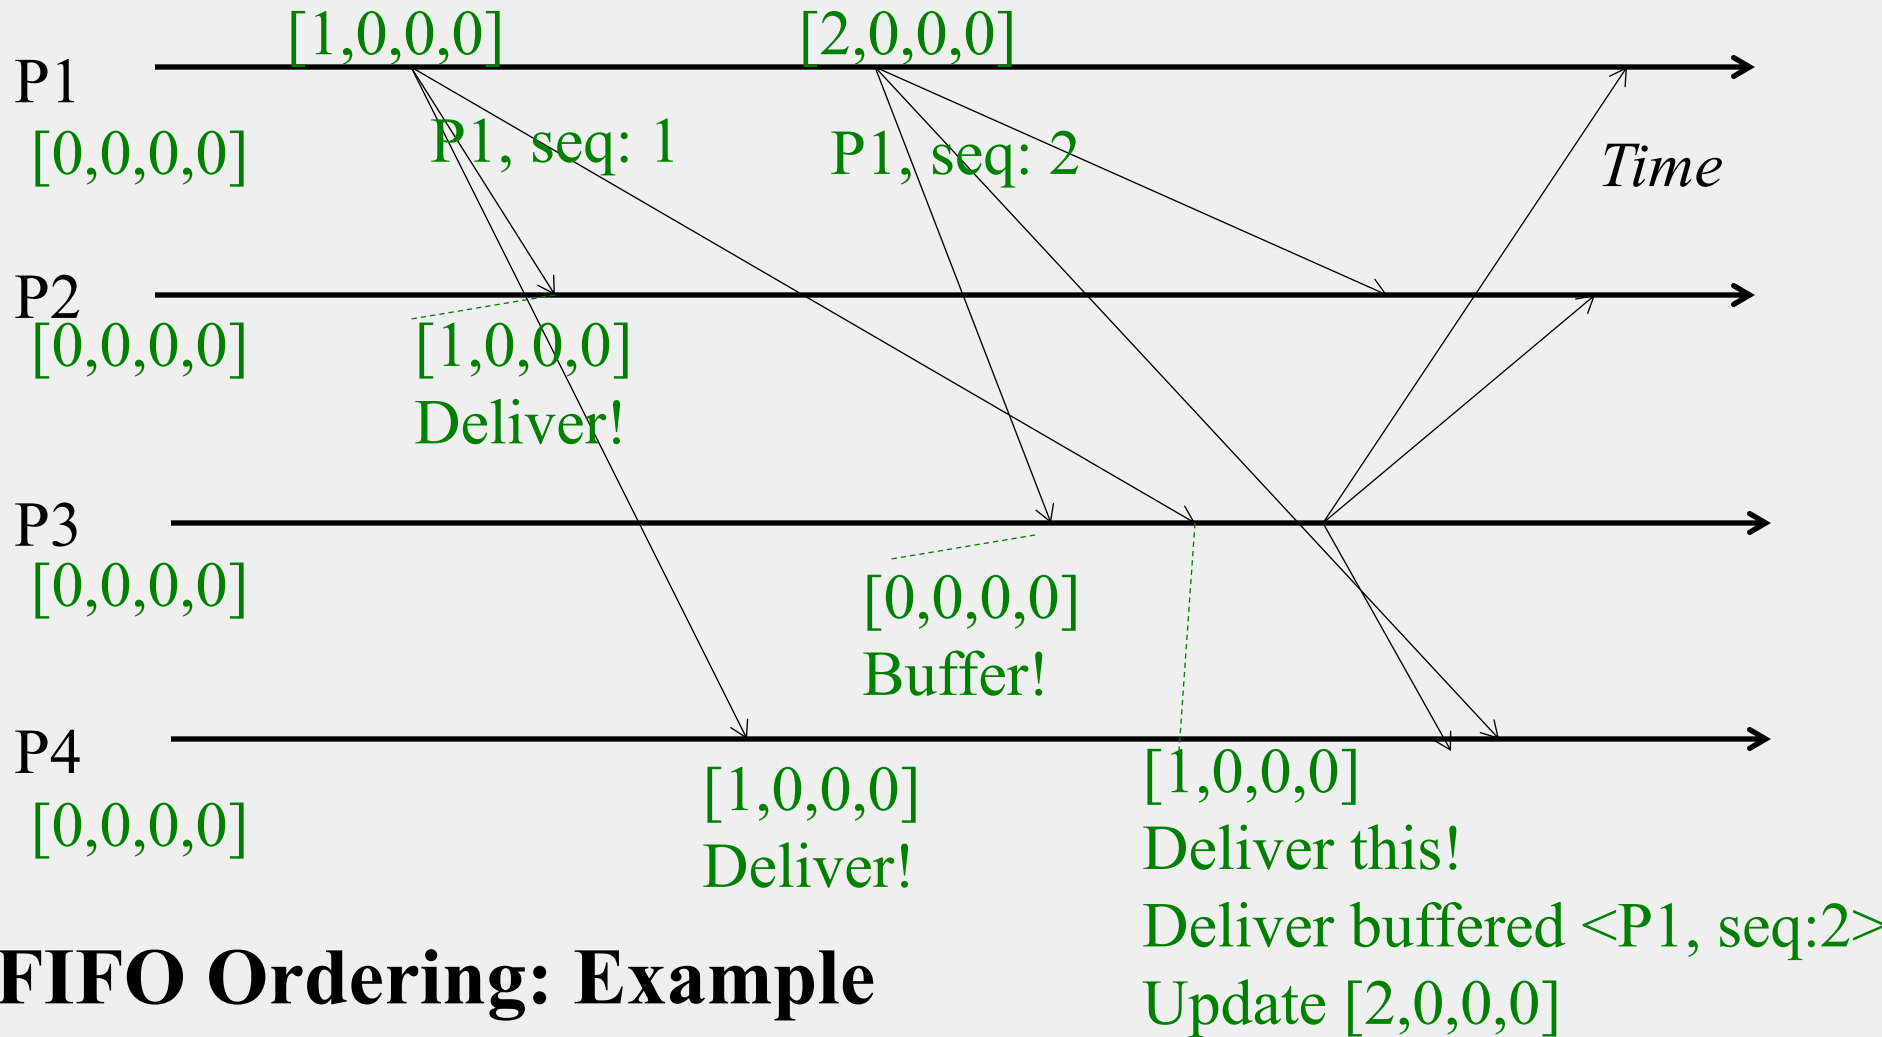 [1,0,0,0]
[2,0,0,0]
P1
[0,0,0,0]
P1, seq: 1
P1, seq: 2
Time
P2
[0,0,0,0]
[1,0,0,0]
Deliver!
P3
[0,0,0,0]
[0,0,0,0]
Buffer!
P4
[0,0,0,0]
[1,0,0,0]
Deliver!
[1,0,0,0]
Deliver this!
Deliver buffered <P1, seq:2>
Update [2,0,0,0]
FIFO Ordering: Example